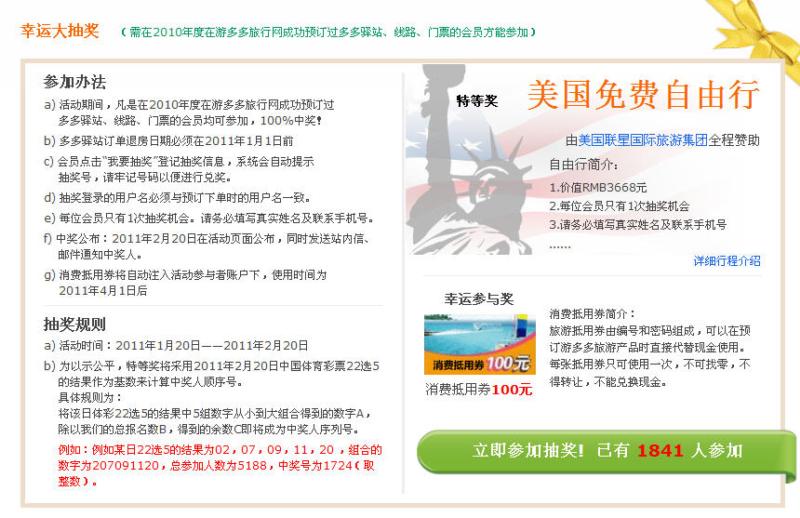 幸运大抽奖 (需在2010年度在游多多旅行网成功预订过多多驿站、线路、门票的会员方能参加)
参加办法
a) 活动期间，凡是在2010年度在游多多旅行网成功预订过
多多驿站、线路、门票的会员均可参加，100%中奖!
b) 多多驿站订单退房日期必须在2011年1月1日前
c) 会员点击“我要抽奖”登记抽奖信息，系统会自动提示
抽奖号，请牢记号码以便进行兑奖。
d) 抽奖登录的用户名必须与预订下单时的用户名一致。
e) 每位会员只有1次抽奖机会。请务必填写真实姓名及联系手机号。
f) 中奖公布：2011年2月20日在活动页面公布，同时发送站内信、
邮件通知中奖人。
g) 消费抵用券将自动注入活动参与者账户下，使用时间为
2011年4月1日后
抽奖规则
a) 活动时间：2011年1月20日——2011年2月20日
b) 为以示公平，特等奖将采用2011年2月20日中国体育彩票22选5
的结果作为基数来计算中奖人顺序号。
具体规则为：
将该日体彩22选5的结果中5组数字从小到大组合得到的数字A，
除以我们的总报名数B，得到的余数C即将成为中奖人序列号。
例如：例如某日22选5的结果为02，07，09，11，20，组合的
数字为207091120，总参加人数为5188，中奖号为1724（取
整数）。
特等奖 美国免费自由行
由美国联星国际旅游集团全程赞助
自由行简介：
1.价值RMB3668元
2.每位会员只有1次抽奖机会
3.请务必填写真实姓名及联系手机号
......
详细行程介绍
幸运参与奖
消费抵用券100元
消费抵用券100元
消费抵用券简介：
旅游抵用券由编号和密码组成，可以在预
订游多多旅游产品时直接代替现金使用。
每张抵用券只可使用一次，不可找零，不
得转让，不能兑换现金。
立即参加抽奖! 已有 1841 人参加